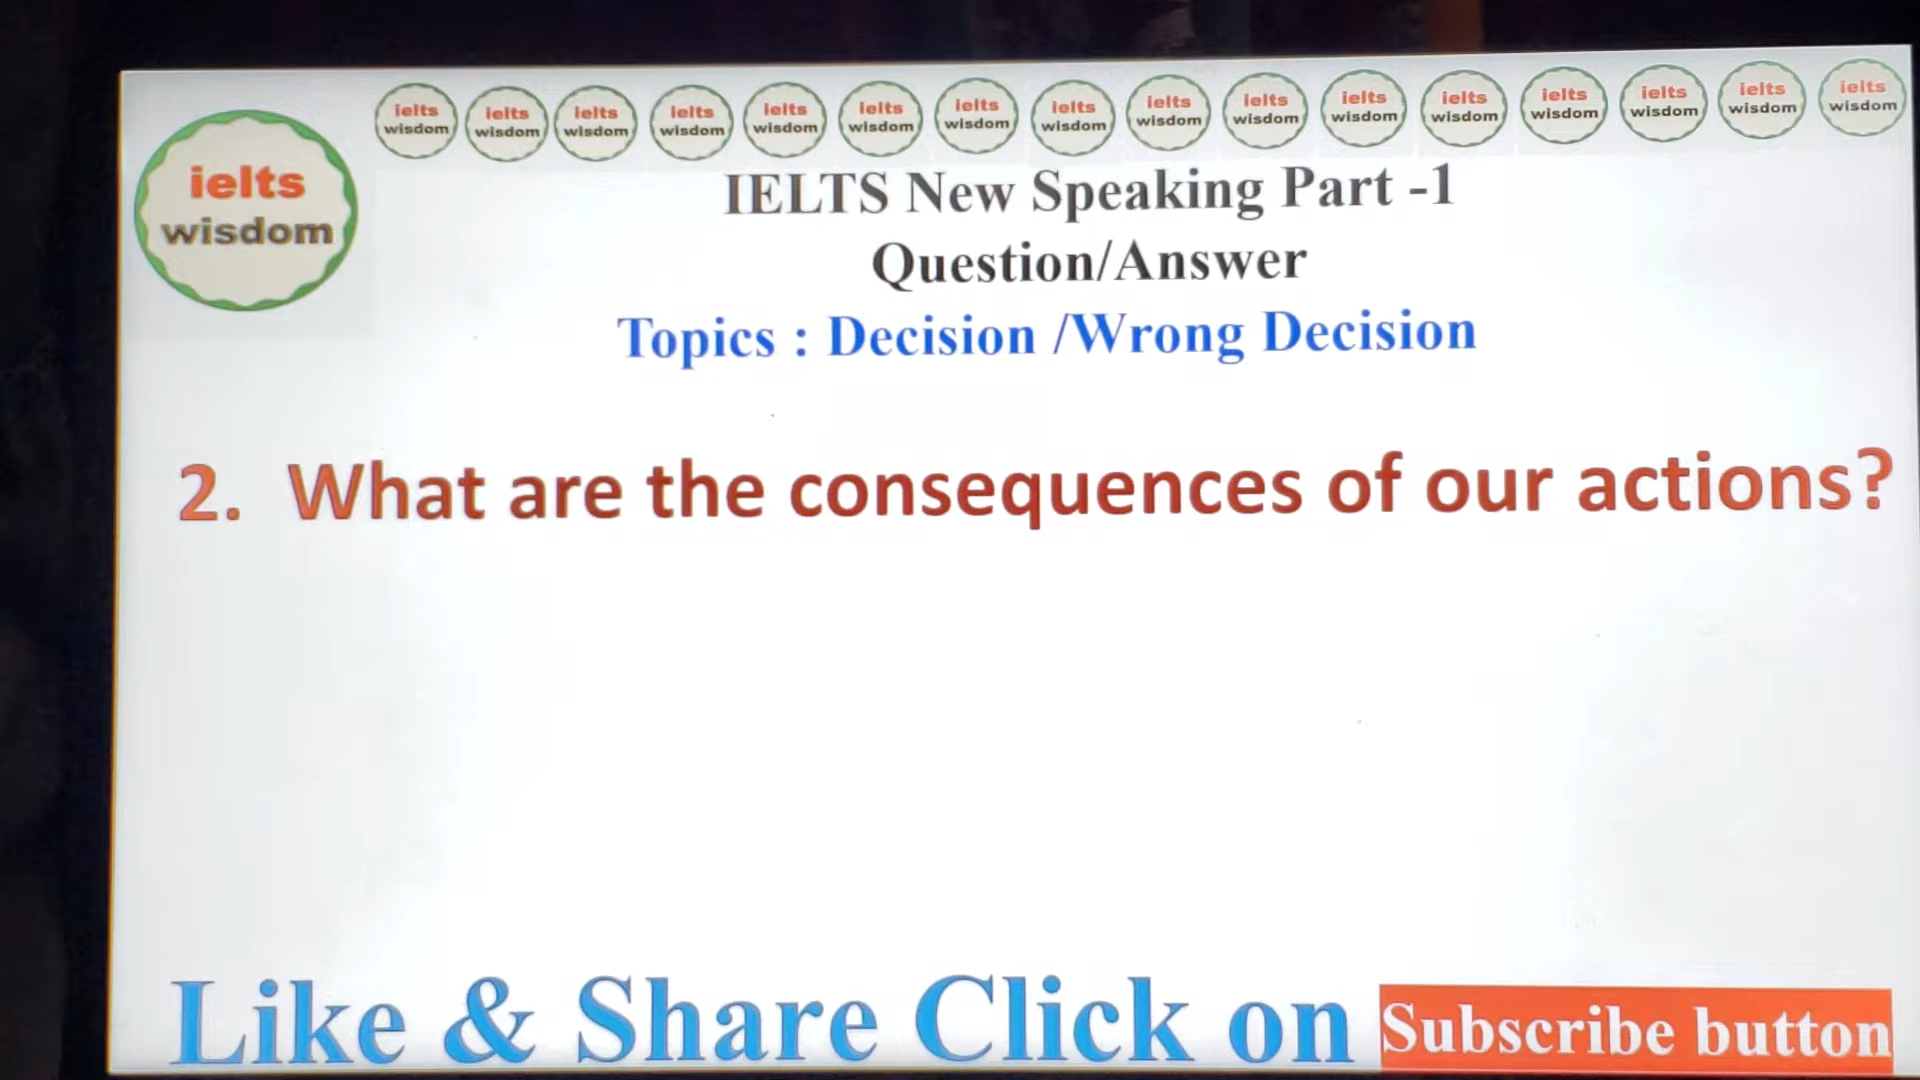 ielts wisdom ielts wisdom ielts wisdom ielts wisdom ielts wisdom ielts wisdom ielts wisdom ielts wisdom ielts wisdom ielts wisdom ielts wisdom ielts wisdom ielts wisdom ielts wisdom ielts wisdom ielts wisdom
ielts
wisdom
IELTS New Speaking Part -1
Question/Answer
Topics : Decision /Wrong Decision
2. What are the consequences of our actions?
Like & Share Click on Subscribe button